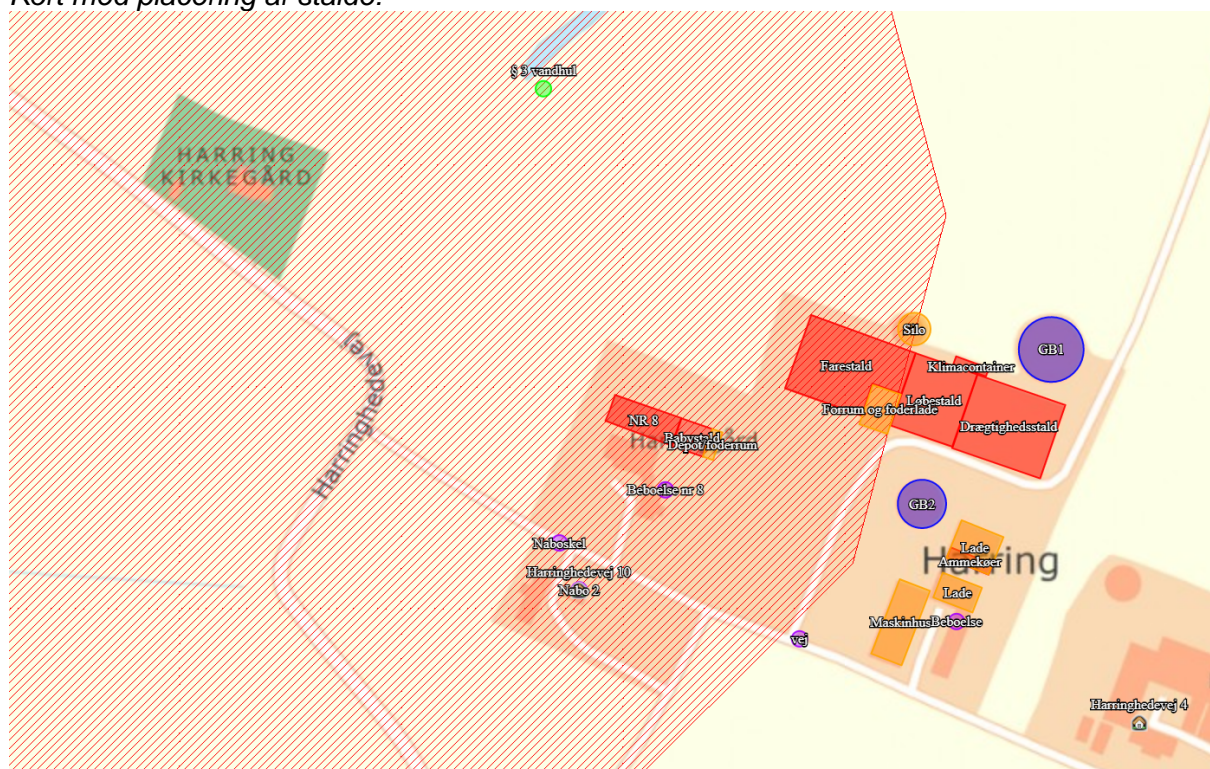 Kort med placering af stalde.
§ 3 vandhul
HARRING
KIRKEGÅRD
Harringhedevej
Silo
GB1
Farestald
Klimacontainer
Løbestald
Forrum og foderlade
Drægtighedsstald
NR 8
Babystald
Depot/foderrum
Beboelse nr 8
GB2
Naboskel
Lade
Ammekøer
Harring
Harringhedevej 10
Nabo 2
Lade
Maskinhus
Beboelse
vej
Harringhedevej 4